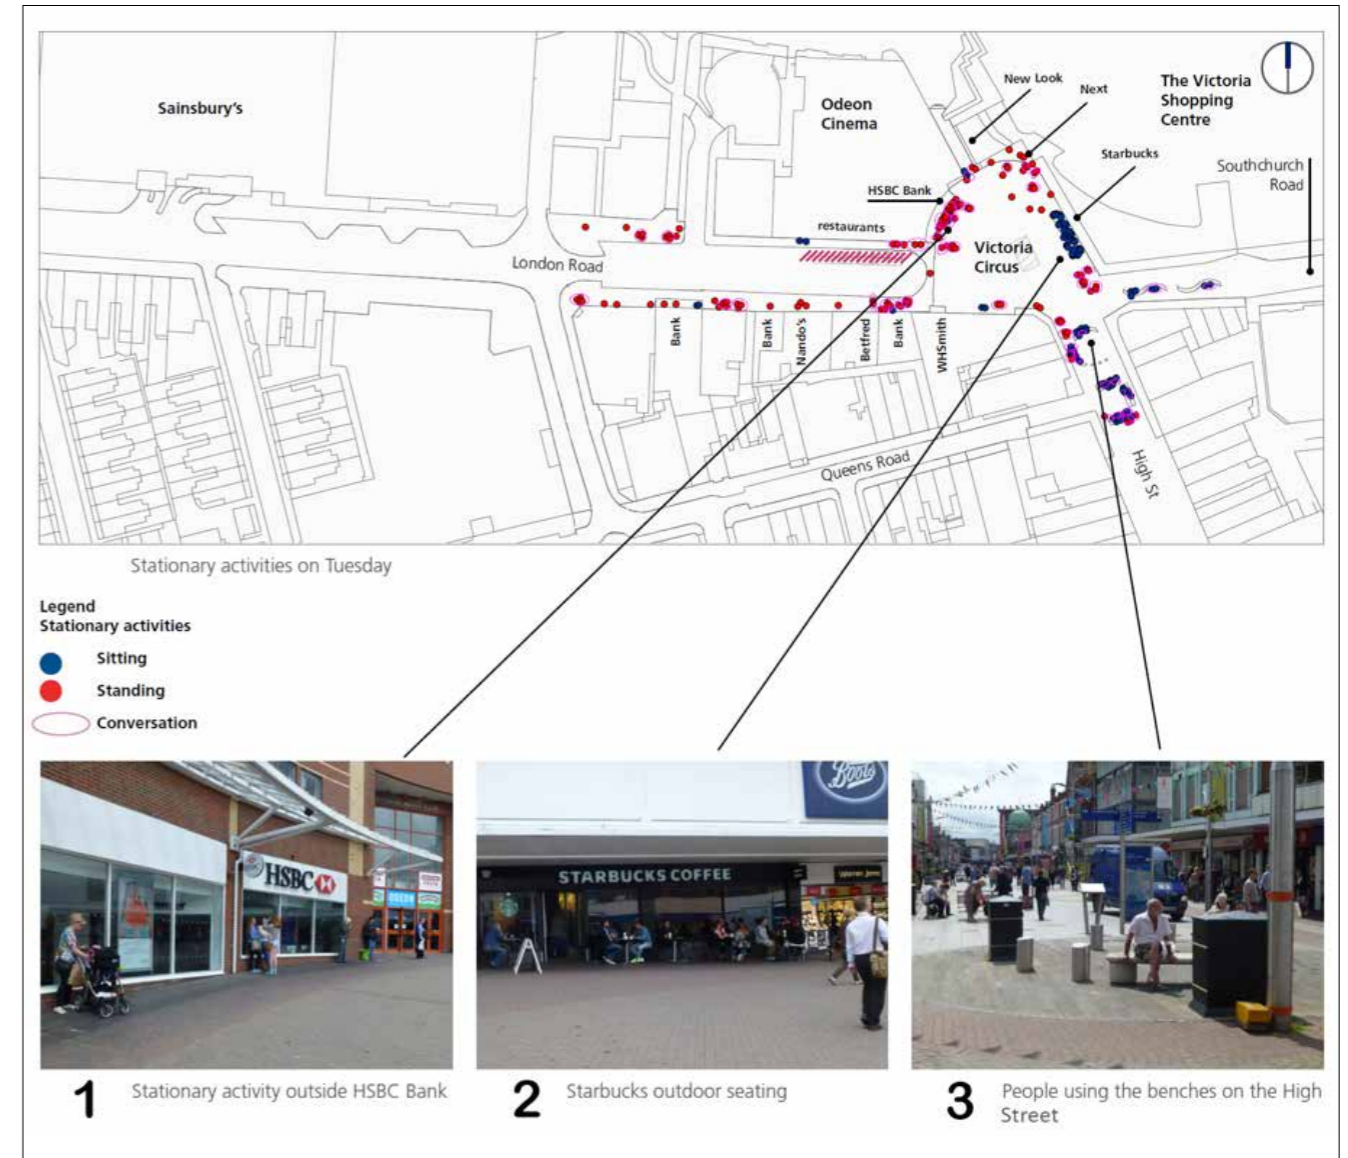 Sainsbury's
Odeon
Cinema
New Look
Next
The Victoria
Shopping
Centre
Starbucks
Southchurch
Road
HSBC Bank
restaurants
Victoria
Circus
London Road
Bank
Bank
Nando's
Betfred
Bank
WHSmith
Queens Road
High St
Stationary activities on Tuesday
Legend
Stationary activities
Sitting
Standing
Conversation
HSBC
ODEON
Boots
STARBUCKS COFFEE
Warren James
1
Stationary activity outside HSBC Bank
2
Starbucks outdoor seating
3
People using the benches on the High
Street